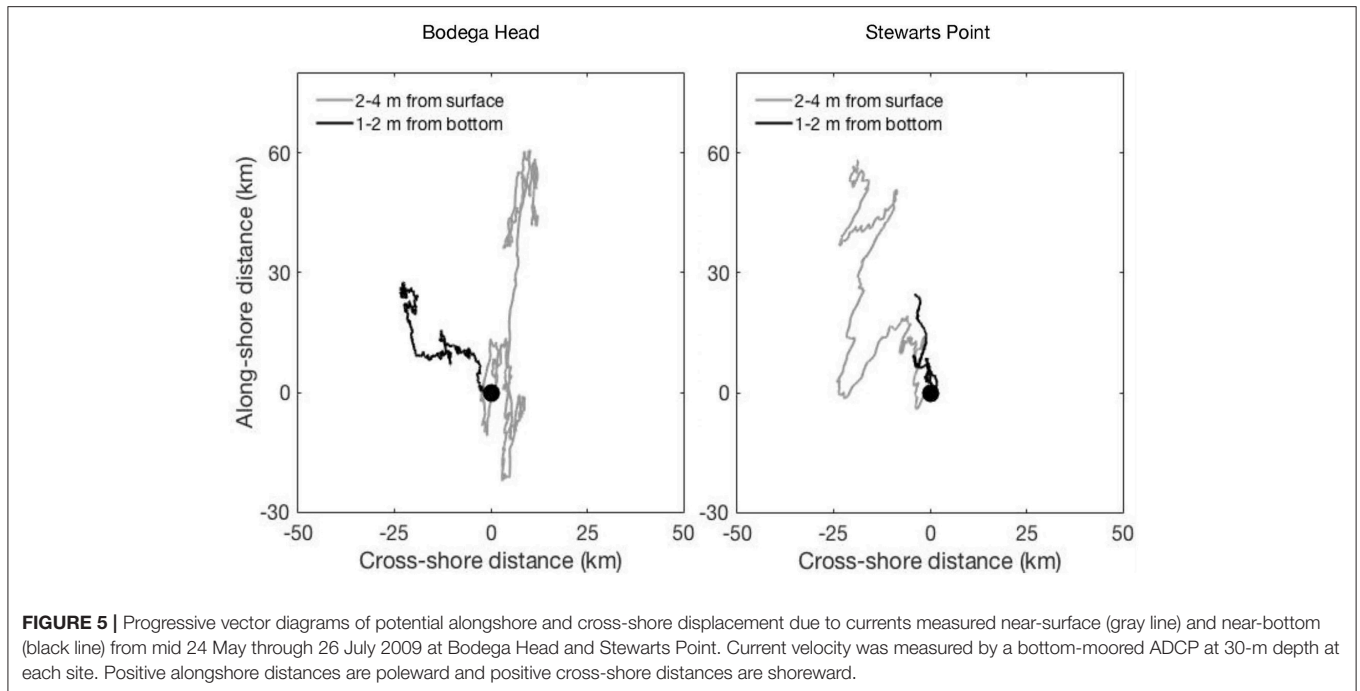 Bodega Head
Stewarts Point
2-4 m from surface
1-2 m from bottom
2-4 m from surface
1-2 m from bottom
Along-shore distance (km)
60
30
0
-30
60
30
0
-30
-50 -25 0 25 50
-50 -25 0 25 50
Cross-shore distance (km)
Cross-shore distance (km)
FIGURE 5 | Progressive vector diagrams of potential alongshore and cross-shore displacement due to currents measured near-surface (gray line) and near-bottom
(black line) from mid 24 May through 26 July 2009 at Bodega Head and Stewarts Point. Current velocity was measured by a bottom-moored ADCP at 30-m depth at
each site. Positive alongshore distances are poleward and positive cross-shore distances are shoreward.